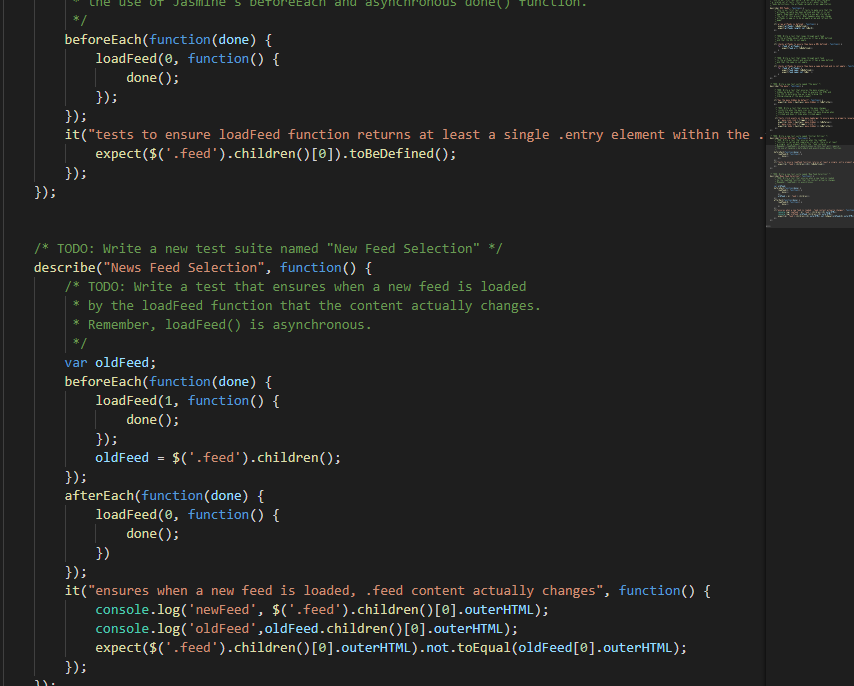 * the use of Jasmine's beforeEach and asynchronous done() function.
*/
beforeEach(function(done) {
loadFeed(0, function() {
done();
});
});
it("tests to ensure loadFeed function returns at least a single .entry element within the .
expect($('.feed').children()[0]).toBeDefined();
});
});
/* TODO: Write a new test suite named "New Feed Selection" */
describe("News Feed Selection", function() {
/* TODO: Write a test that ensures when a new feed is loaded
* by the loadFeed function that the content actually changes.
* Remember, loadFeed() is asynchronous.
*/
var oldFeed;
beforeEach(function(done) {
loadFeed(1, function() {
done();
});
oldFeed = $('.feed').children();
});
afterEach(function(done) {
loadFeed(0, function() {
done();
})
});
it("ensures when a new feed is loaded, .feed content actually changes", function() {
console.log('newFeed', $('.feed').children()[0].outerHTML);
console.log('oldFeed',oldFeed.children()[0].outerHTML);
expect($('.feed').children()[0].outerHTML).not.toEqual(oldFeed[0].outerHTML);
});
});